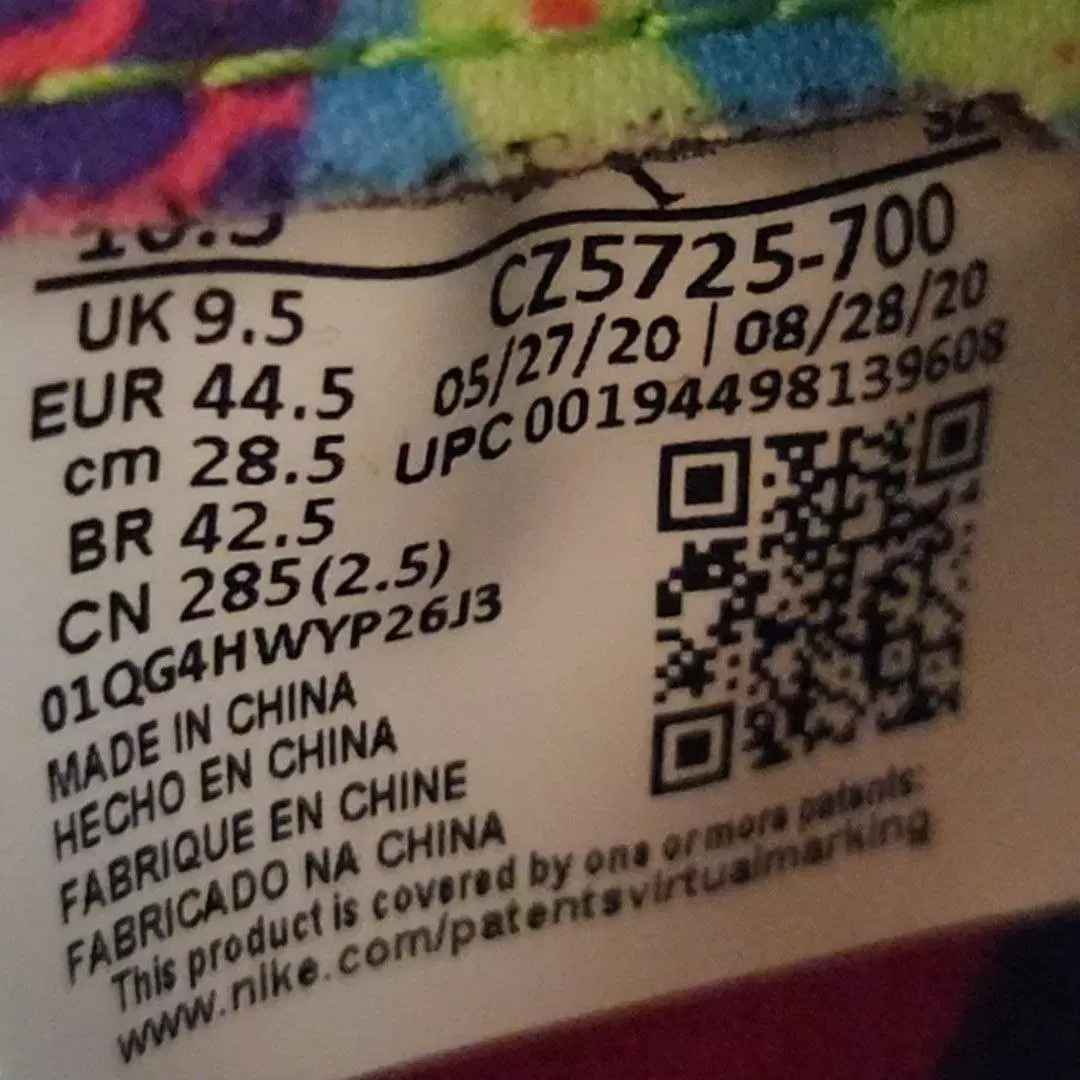 UK 9.5
EUR 44.5
cm 28.5
BR 42.5
CN 285(2.5)
01QG4HWYP26J3
CZ5725-700
05/27/20 | 08/28/20
UPC 00194498139608
MADE IN CHINA
HECHO EN CHINA
FABRIQUE EN CHINE
FABRICADO NA CHINA
This product is covered by one or more patents.
www.nike.com/patentsvirtualmarking